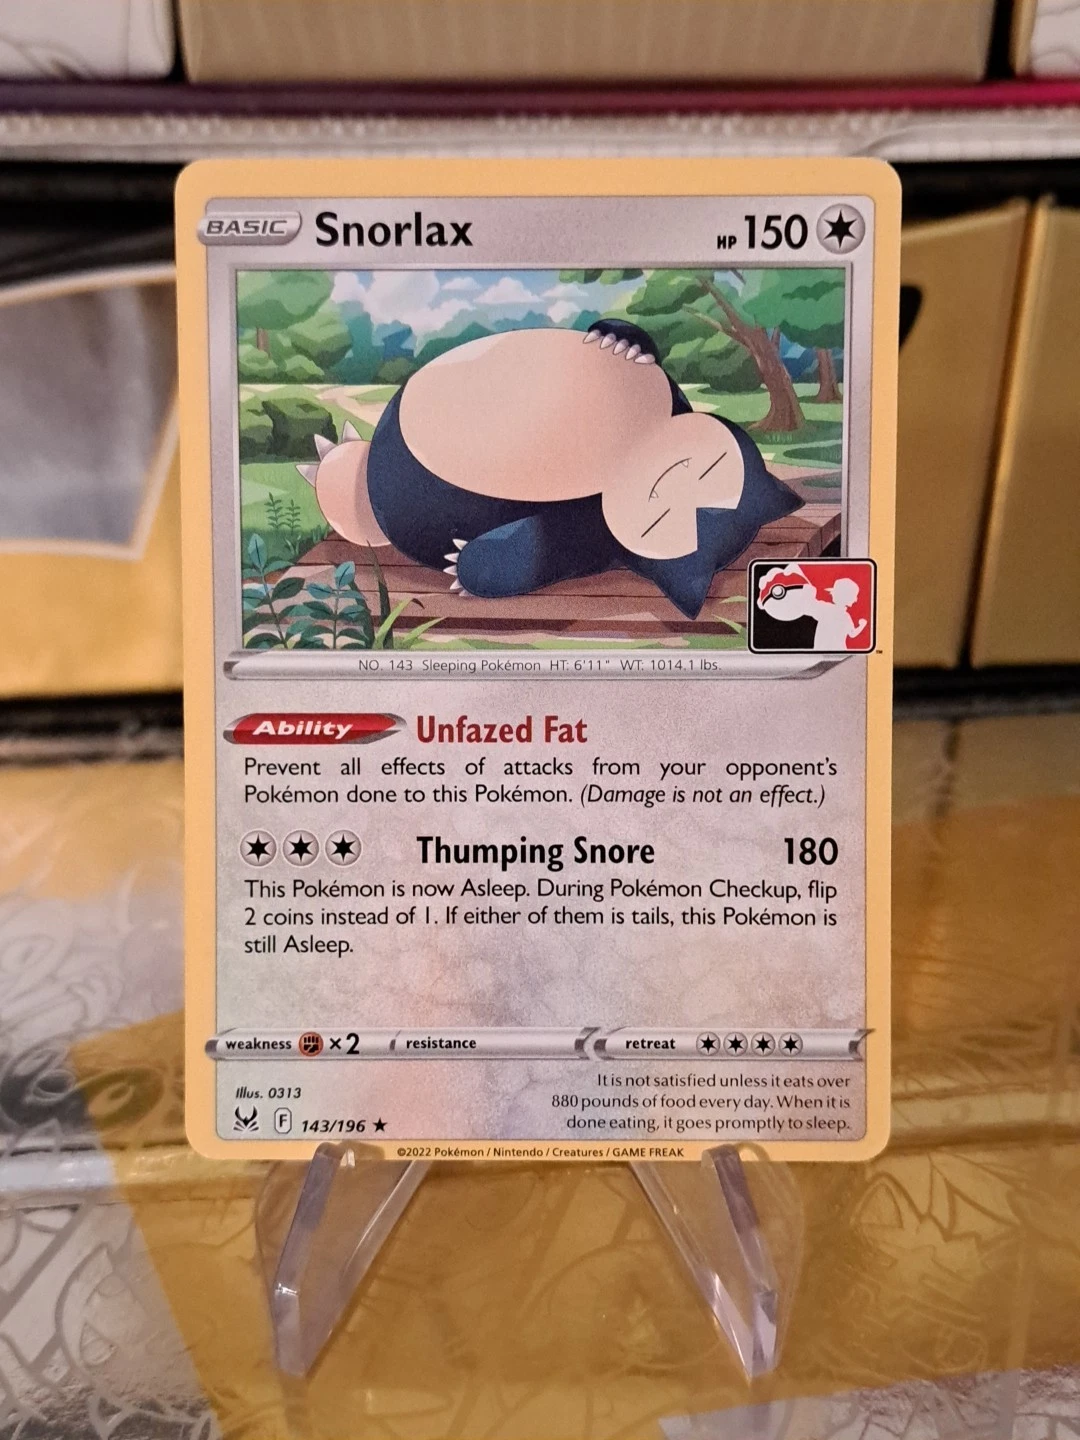 BASIC Snorlax HP 150
NO. 143 Sleeping Pokémon HT: 6'11" WT: 1014.1 lbs.
Ability Unfazed Fat
Prevent all effects of attacks from your opponent's
Pokémon done to this Pokémon. (Damage is not an effect.)
Thumping Snore 180
This Pokémon is now Asleep. During Pokémon Checkup, flip
2 coins instead of 1. If either of them is tails, this Pokémon is
still Asleep.
weakness ×2 resistance retreat
Illus. 0313
F 143/196 ★
It is not satisfied unless it eats over
880 pounds of food every day. When it is
done eating, it goes promptly to sleep.
©2022 Pokémon / Nintendo / Creatures / GAME FREAK